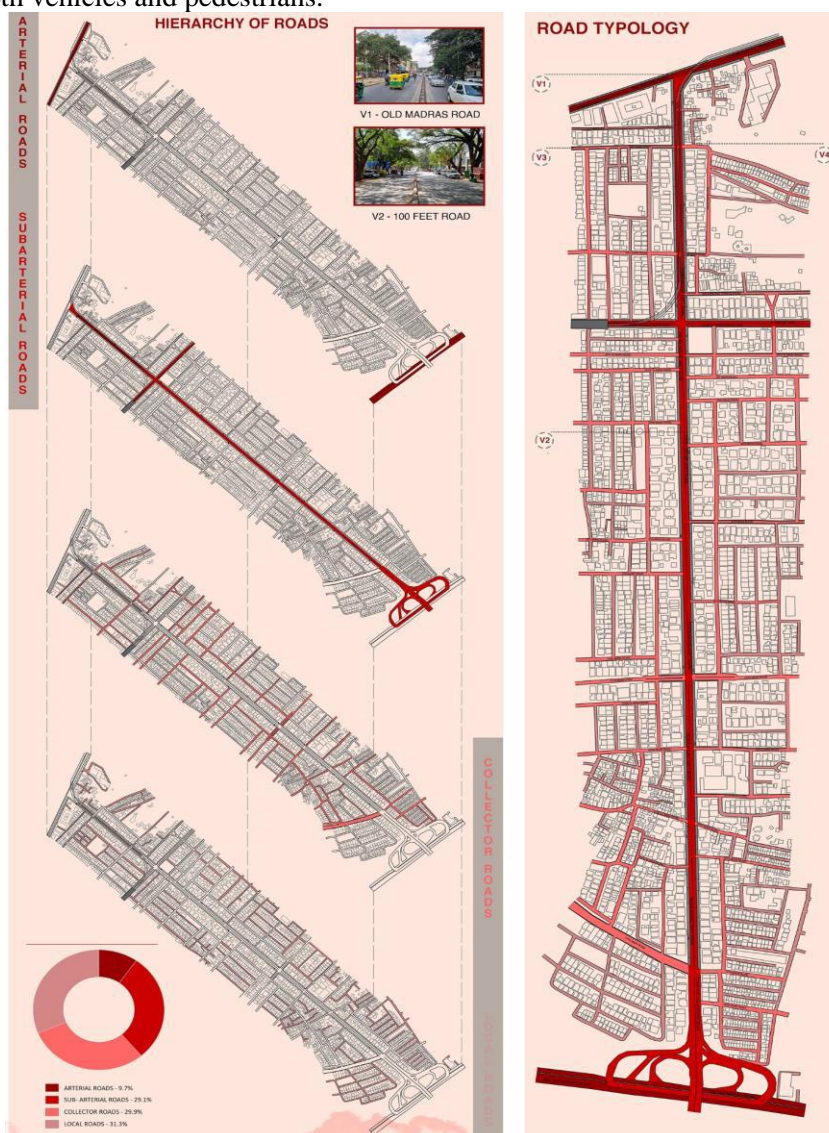 oth vehicles and pedestrians.
HIERARCHY OF ROADS
ARTERIAL ROADS
SUBARTERIAL ROADS
V1 - OLD MADRAS ROAD
V2 - 100 FEET ROAD
COLLECTOR ROADS
ARTERIAL ROADS - 9.7%
SUB- ARTERIAL ROADS - 29.1%
COLLECTOR ROADS - 29.9%
LOCAL ROADS - 31.3%
ROAD TYPOLOGY
V1
V3
V4
V2